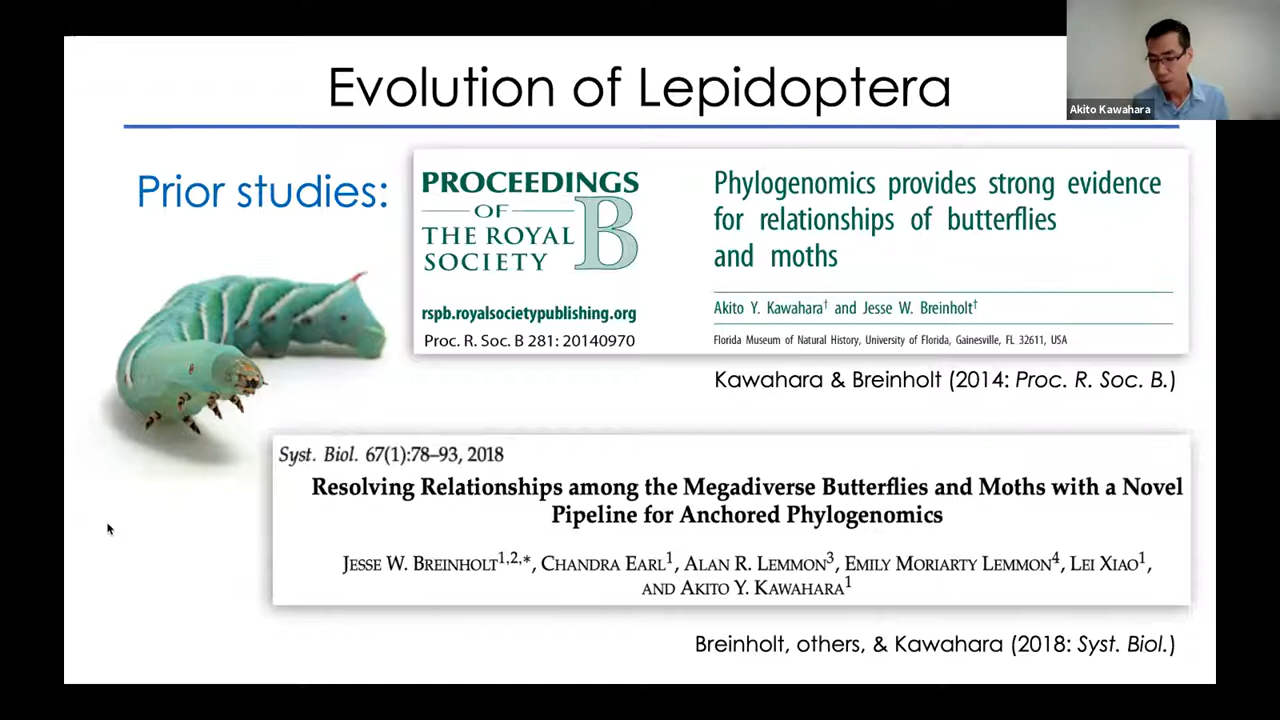 Evolution of Lepidoptera
Akito Kawahara
Prior studies:
PROCEEDINGS
OF
THE ROYAL
SOCIETY
B
rspb.royalsocietypublishing.org
Proc. R. Soc. B 281: 20140970
Phylogenomics provides strong evidence
for relationships of butterflies
and moths
Akito Y. Kawahara† and Jesse W. Breinholt†
Florida Museum of Natural History, University of Florida, Gainesville, FL 32611, USA
Kawahara & Breinholt (2014: Proc. R. Soc. B.)
Syst. Biol. 67(1):78–93, 2018
Resolving Relationships among the Megadiverse Butterflies and Moths with a Novel
Pipeline for Anchored Phylogenomics
JESSE W. BREINHOLT1,2,*, CHANDRA EARL1, ALAN R. LEMMON3, EMILY MORIARTY LEMMON4, LEI XIAO1,
AND AKITO Y. KAWAHARA1
Breinholt, others, & Kawahara (2018: Syst. Biol.)